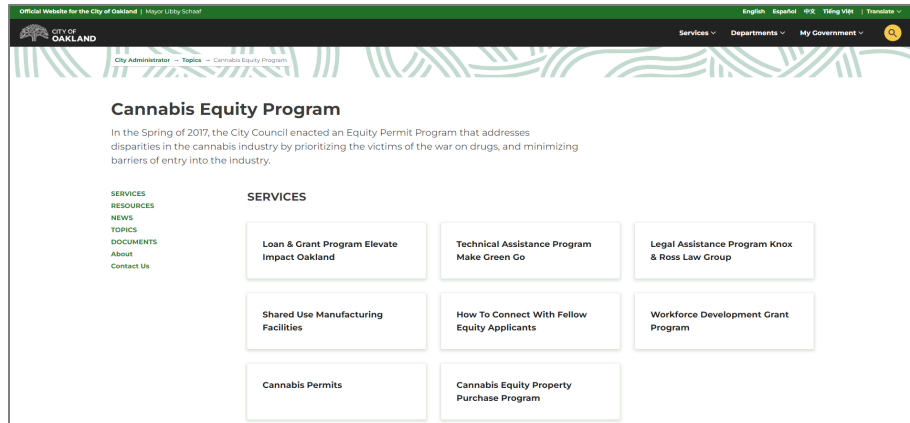 Official Website for the City of Oakland | Mayor Libby Schaaf
English Español 中文 Tiếng Việt | Translate
CITY OF
OAKLAND
Services Departments My Government
City Administrator → Topics → Cannabis Equity Program
Cannabis Equity Program
In the Spring of 2017, the City Council enacted an Equity Permit Program that addresses
disparities in the cannabis industry by prioritizing the victims of the war on drugs, and minimizing
barriers of entry into the industry.
SERVICES
RESOURCES
NEWS
TOPICS
DOCUMENTS
About
Contact Us
SERVICES
Loan & Grant Program Elevate
Impact Oakland
Technical Assistance Program
Make Green Go
Legal Assistance Program Knox
& Ross Law Group
Shared Use Manufacturing
Facilities
How To Connect With Fellow
Equity Applicants
Workforce Development Grant
Program
Cannabis Permits
Cannabis Equity Property
Purchase Program